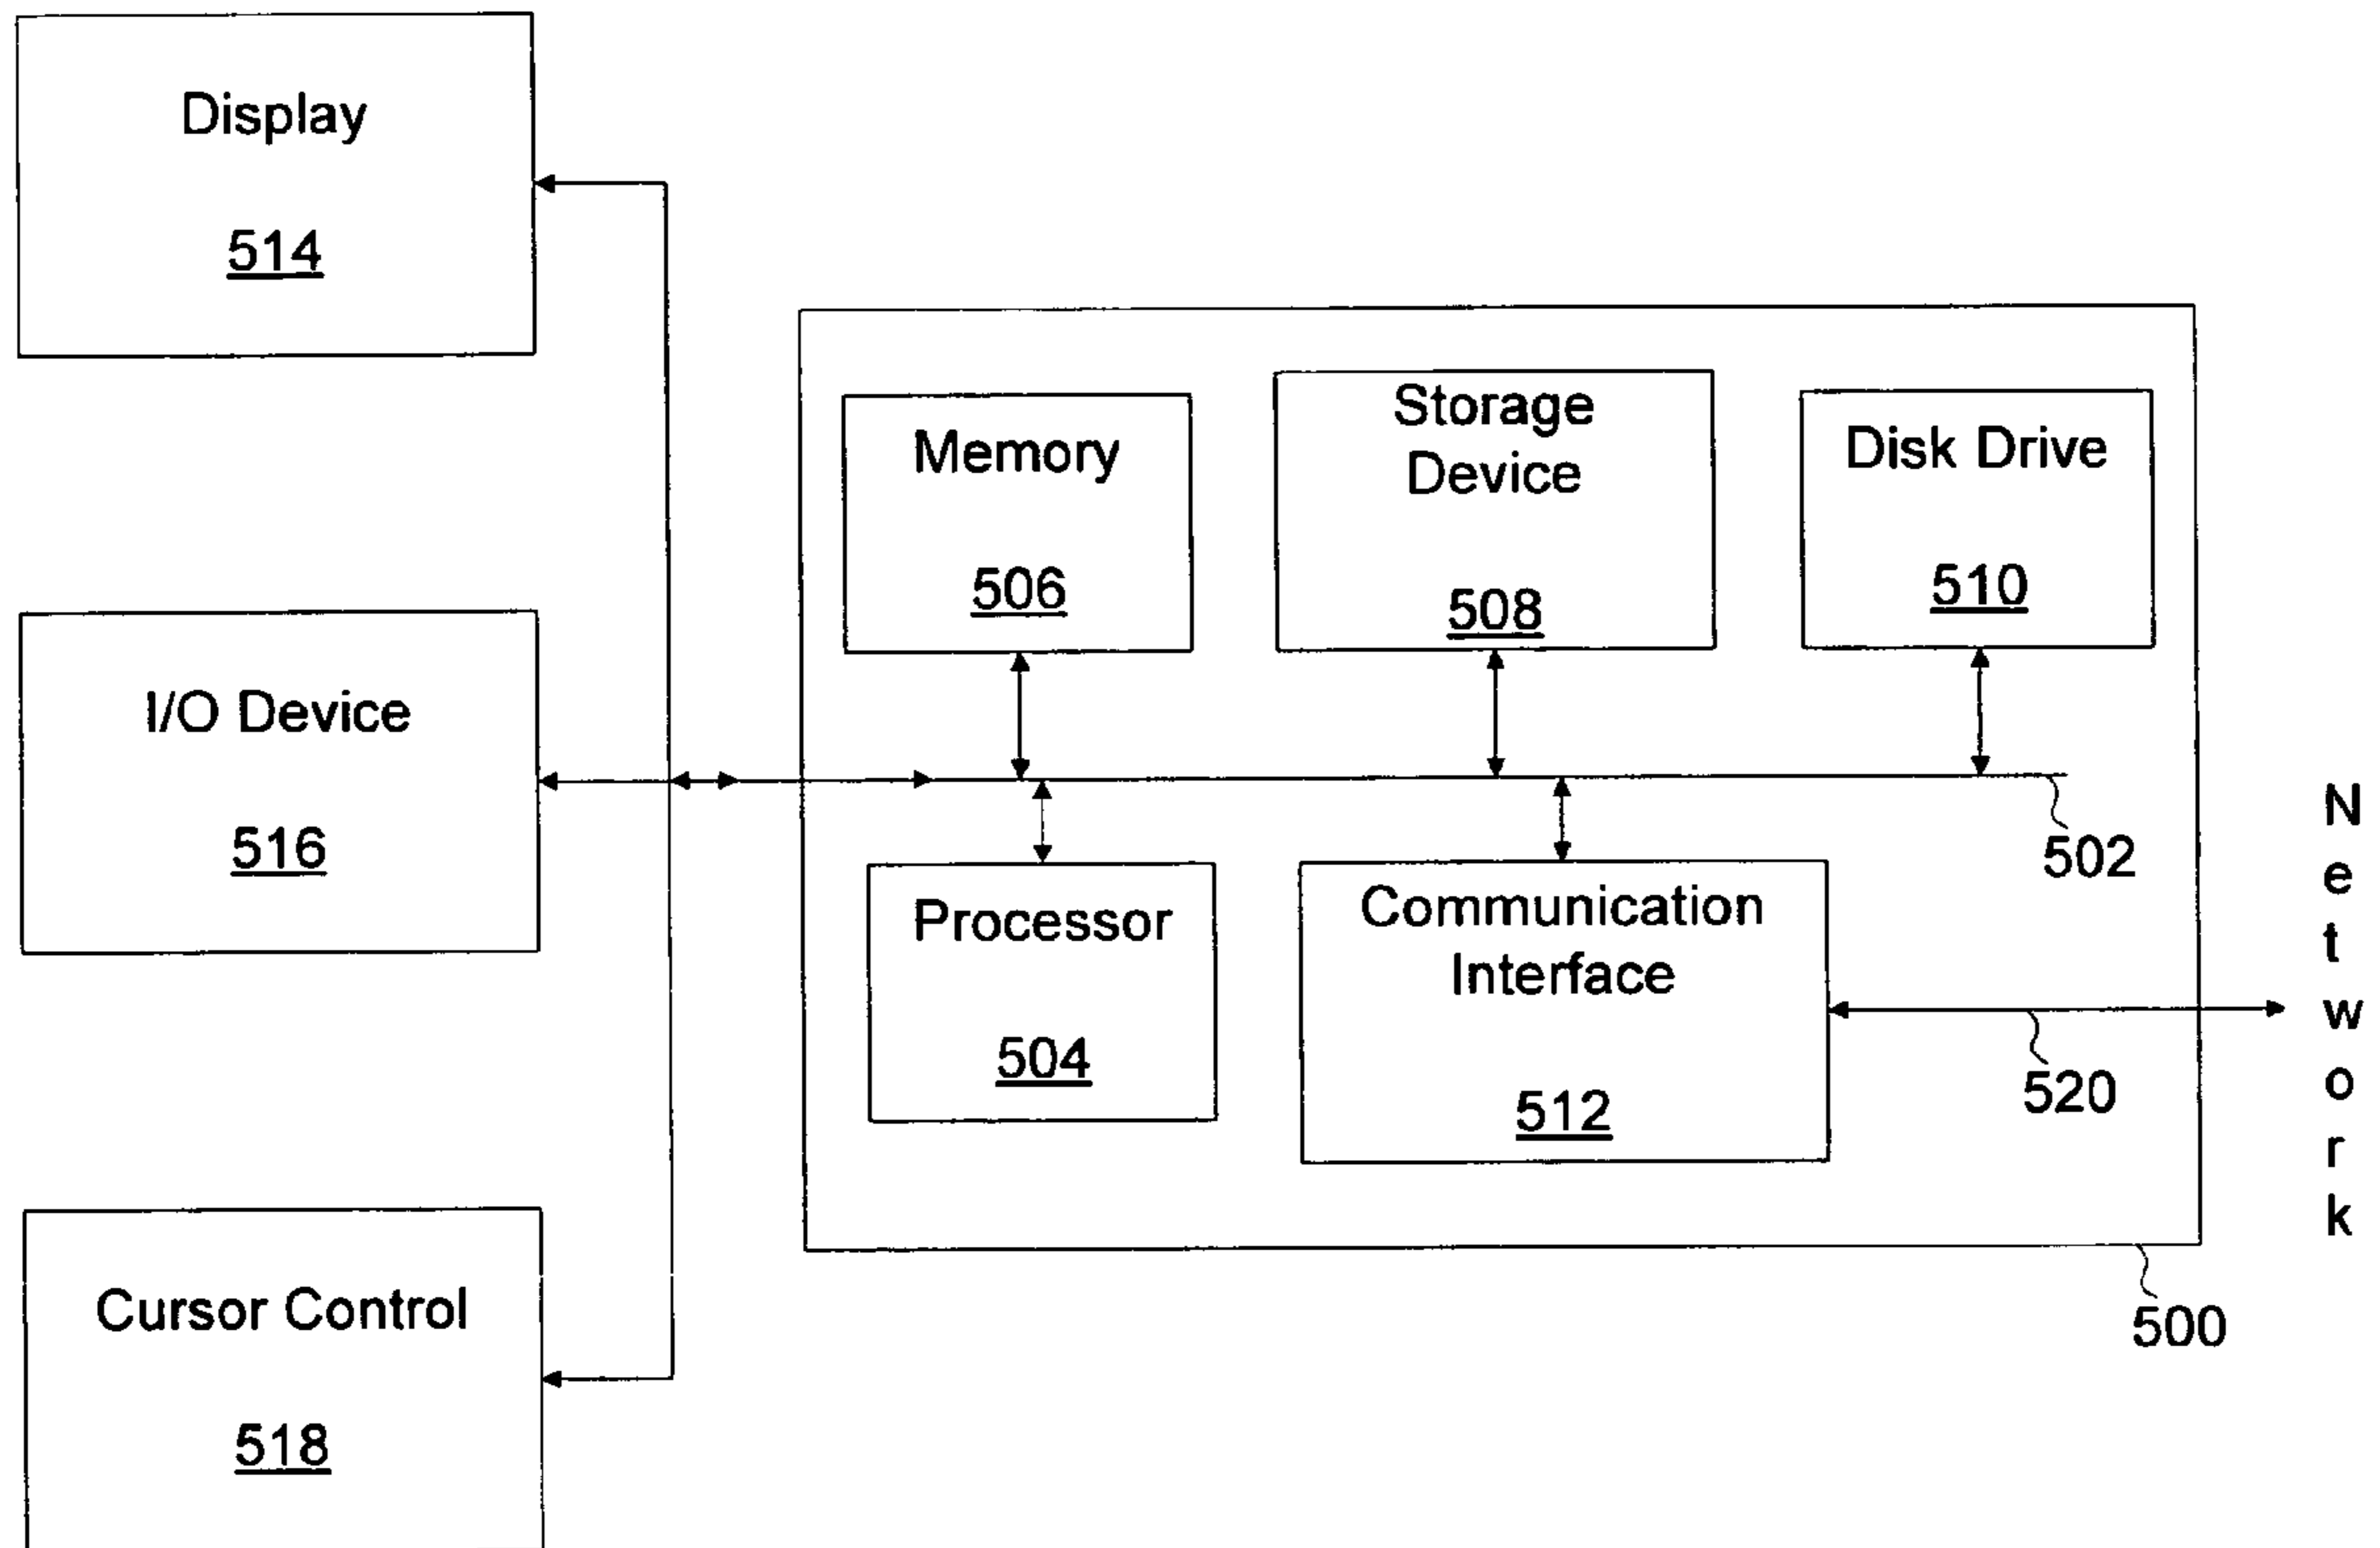 Display
514
I/O Device
516
Cursor Control
518
Memory
506
Storage
Device
508
Disk Drive
510
502
Processor
504
Communication
Interface
512
520
500
Network